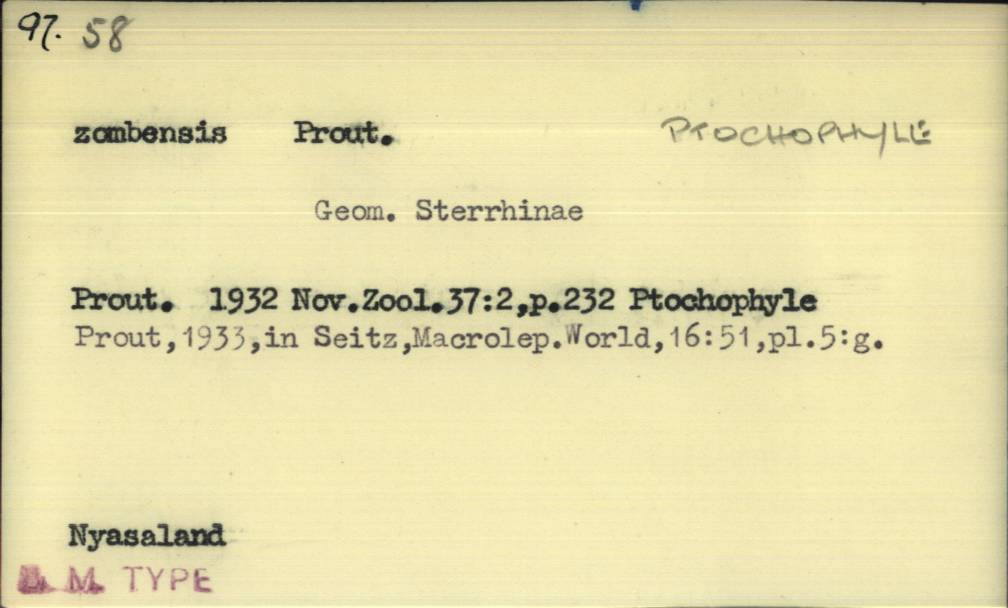 97. 58
zombensis Prout. PTOCHOPHYLE
Geom. Sterrhinae
Prout. 1932 Nov.Zool.37:2,p.232 Ptochophyle
Prout,1933,in Seitz,Macrolep.World,16:51,pl.5:g.
Nyasaland
M. TYPE